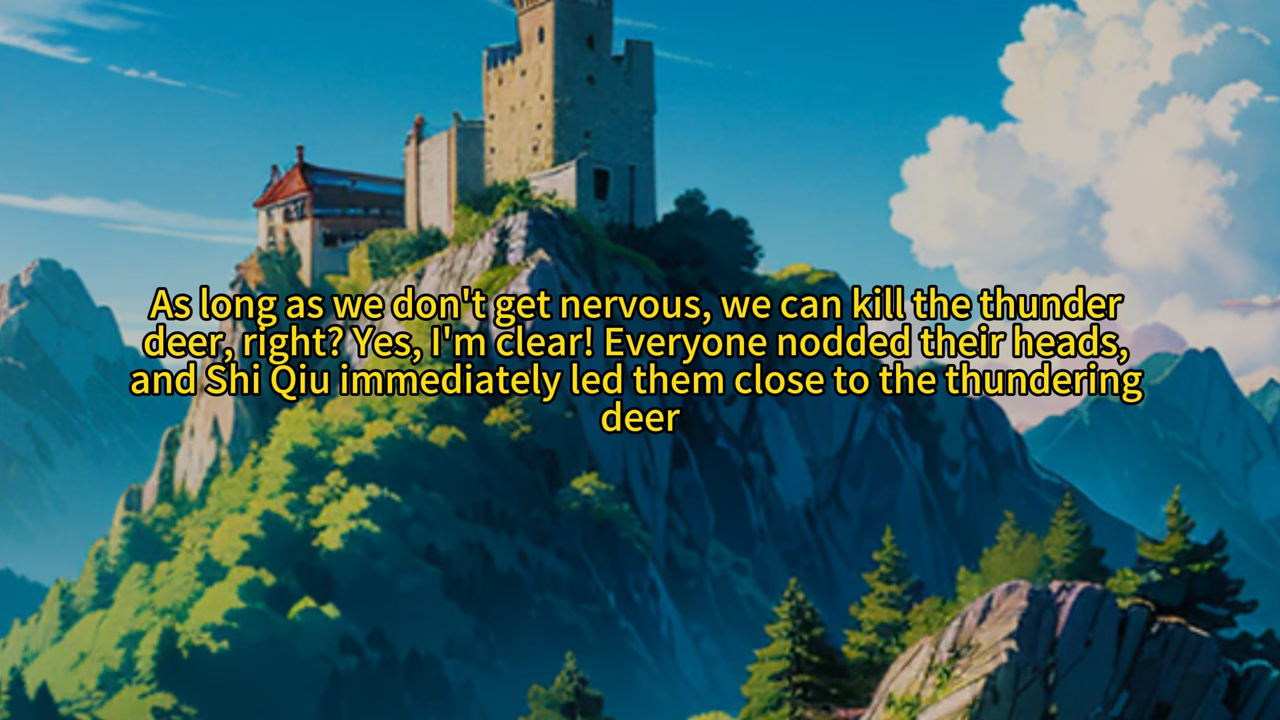 As long as we don't get nervous, we can kill the thunder
deer, right? Yes, I'm clear! Everyone nodded their heads,
and Shi Qiu immediately led them close to the thundering
deer